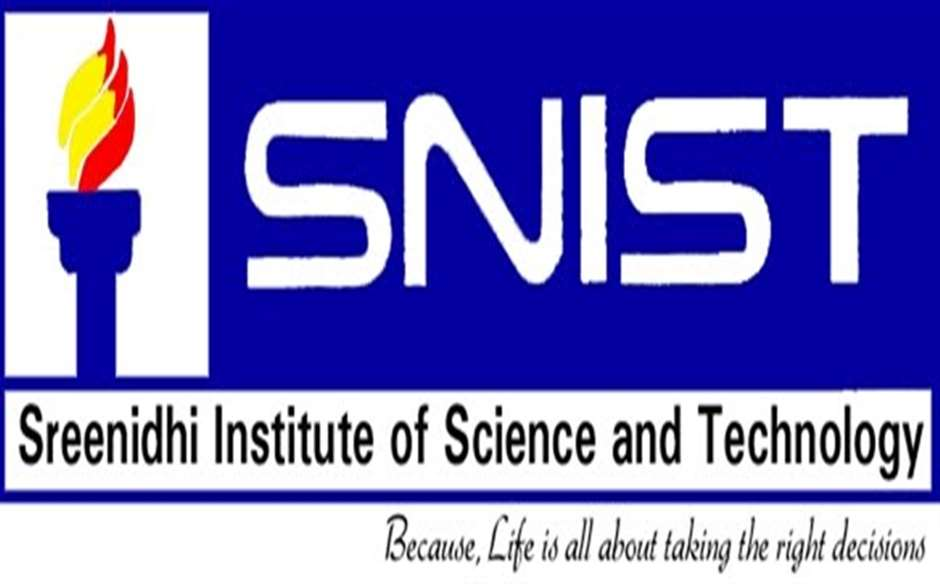 SNIST
Sreenidhi Institute of Science and Technology
Because, Life is all about taking the right decisions